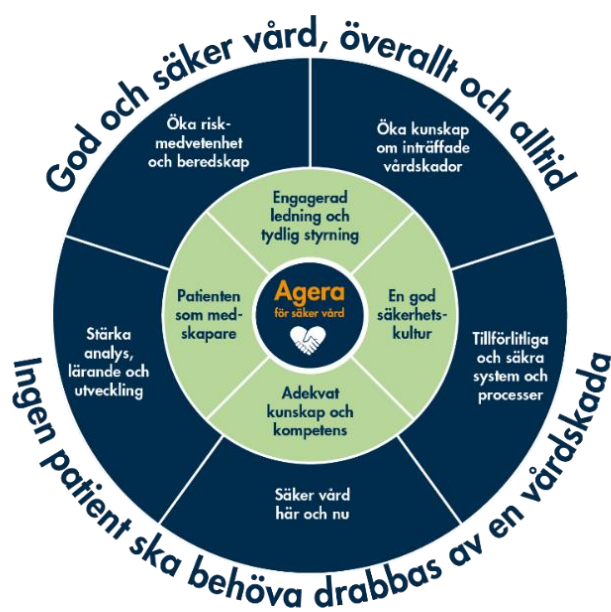 God och säker vård, överallt och alltid
Öka risk-
medvetenhet
och beredskap
Öka kunskap
om inträffade
vårdskador
Engagerad
ledning och
tydlig styrning
Patienten
som med-
skapare
Agera
för säker vård
En god
säkerhets-
kultur
Stärka
analys,
lärande och
utveckling
Tillförlitliga
och säkra
system och
processer
Adekvat
kunskap och
kompetens
Säker vård
här och nu
Ingen patient ska behöva drabbas av en vårdskada